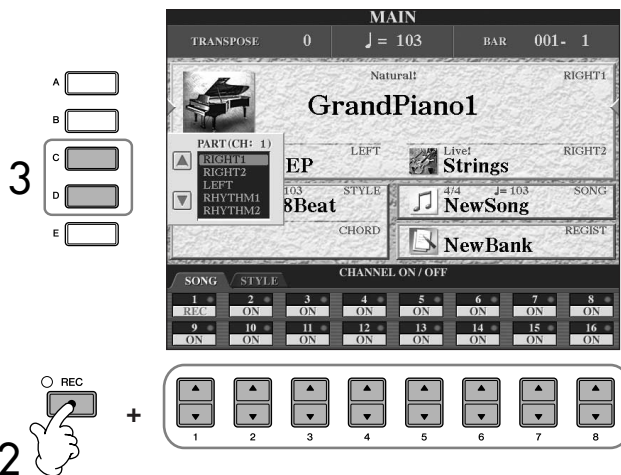 MAIN
TRANSPOSE 0 ♩= 103 BAR 001- 1
Natural! RIGHT1
GrandPiano1
PART(CH: 1)
RIGHT1
RIGHT2
LEFT
RHYTHM1
RHYTHM2
LEFT
EP
Live! RIGHT2
Strings
103 STYLE
8Beat
4/4 ♩= 103 SONG
NewSong
CHORD
REGIST
NewBank
SONG STYLE CHANNEL ON / OFF
1 2 3 4 5 6 7 8
REC ON ON ON ON ON ON ON
9 10 11 12 13 14 15 16
ON ON ON ON ON ON ON ON
A
B
3
C
D
E
REC
2
+
1 2 3 4 5 6 7 8